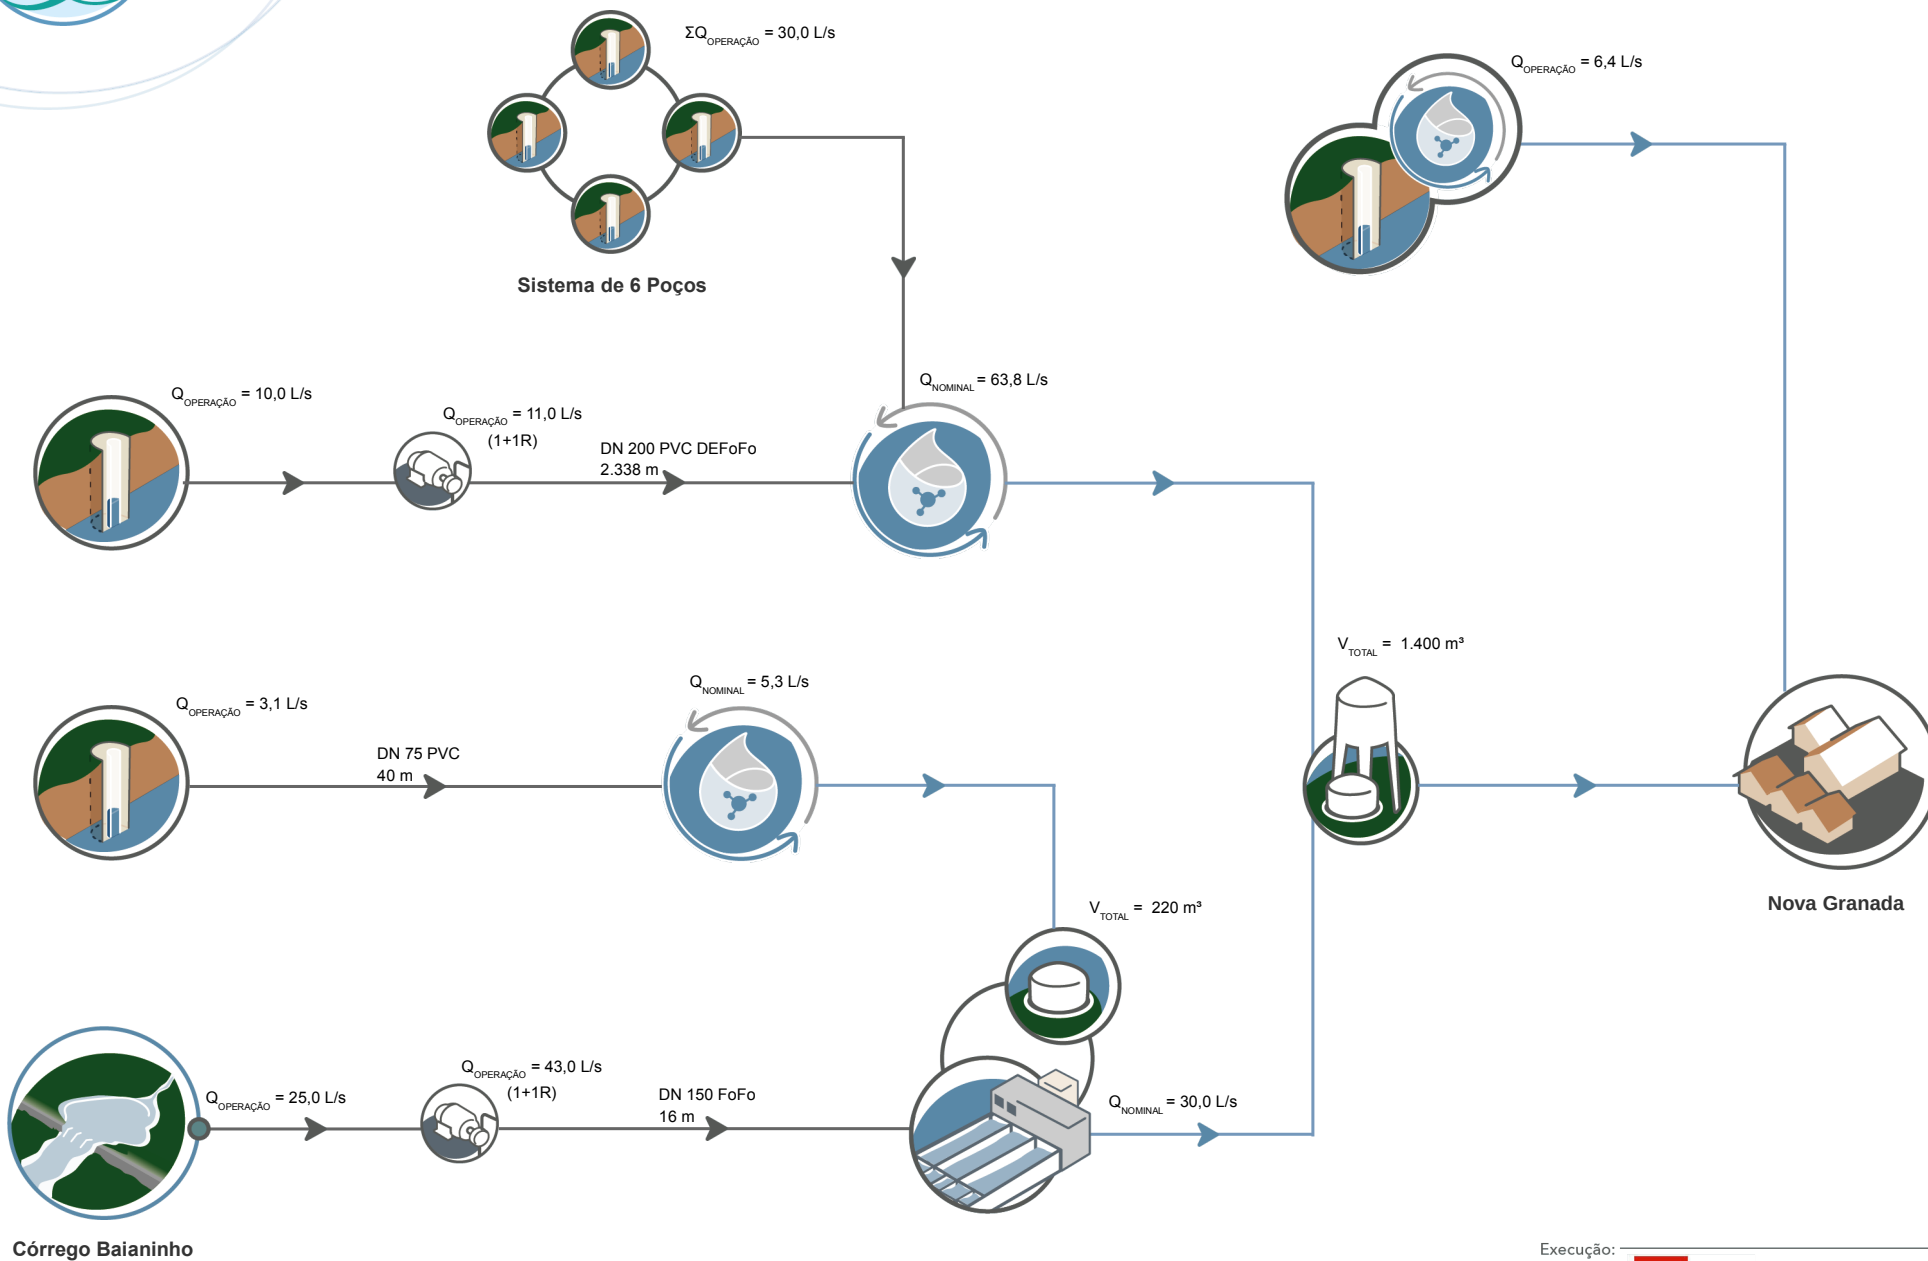 ΣQOPERAÇÃO = 30,0 L/s
QOPERAÇÃO = 6,4 L/s
Sistema de 6 Poços
QOPERAÇÃO = 10,0 L/s
QOPERAÇÃO = 11,0 L/s
(1+1R)
DN 200 PVC DEFoFo
2.338 m
QNOMINAL = 63,8 L/s
QOPERAÇÃO = 3,1 L/s
DN 75 PVC
40 m
QNOMINAL = 5,3 L/s
VTOTAL = 1.400 m³
Nova Granada
VTOTAL = 220 m³
QOPERAÇÃO = 25,0 L/s
QOPERAÇÃO = 43,0 L/s
(1+1R)
DN 150 FoFo
16 m
QNOMINAL = 30,0 L/s
Córrego Baianinho
Execução: